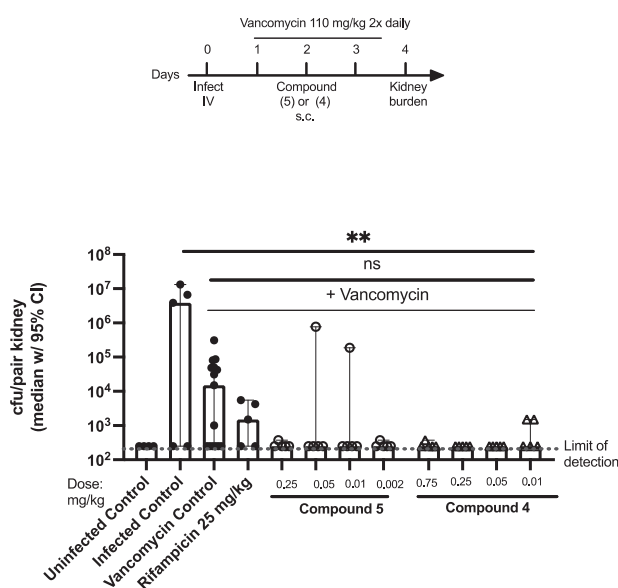 Vancomycin 110 mg/kg 2x daily
0 1 2 3 4
Days
Infect IV
Compound (5) or (4) s.c.
Kidney burden
**
ns
+ Vancomycin
cfu/pair kidney
(median w/ 95% CI)
10⁸
10⁷
10⁶
10⁵
10⁴
10³
10²
Limit of
detection
Dose:
mg/kg
0.25 0.05 0.01 0.002 0.75 0.25 0.05 0.01
Compound 5 Compound 4
Uninfected Control
Infected Control
Vancomycin Control
Rifampicin 25 mg/kg